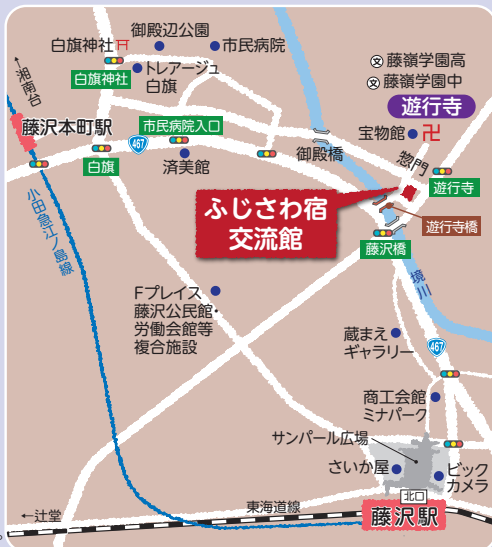 御殿辺公園
白旗神社
市民病院
←湘南台
白旗神社
トレアージュ
白旗
藤嶺学園高
藤嶺学園中
遊行寺
藤沢本町駅
市民病院入口
宝物館
467
御殿橋
惣門
白旗
済美館
遊行寺
ふじさわ宿
交流館
遊行寺橋
小田急江ノ島線
藤沢橋
境川
Fプレイス
藤沢公民館・
労働会館等
複合施設
蔵まえ
ギャラリー
467
商工会館
ミナパーク
サンパール広場
さいか屋
ビック
カメラ
北口
←辻堂
東海道線
藤沢駅